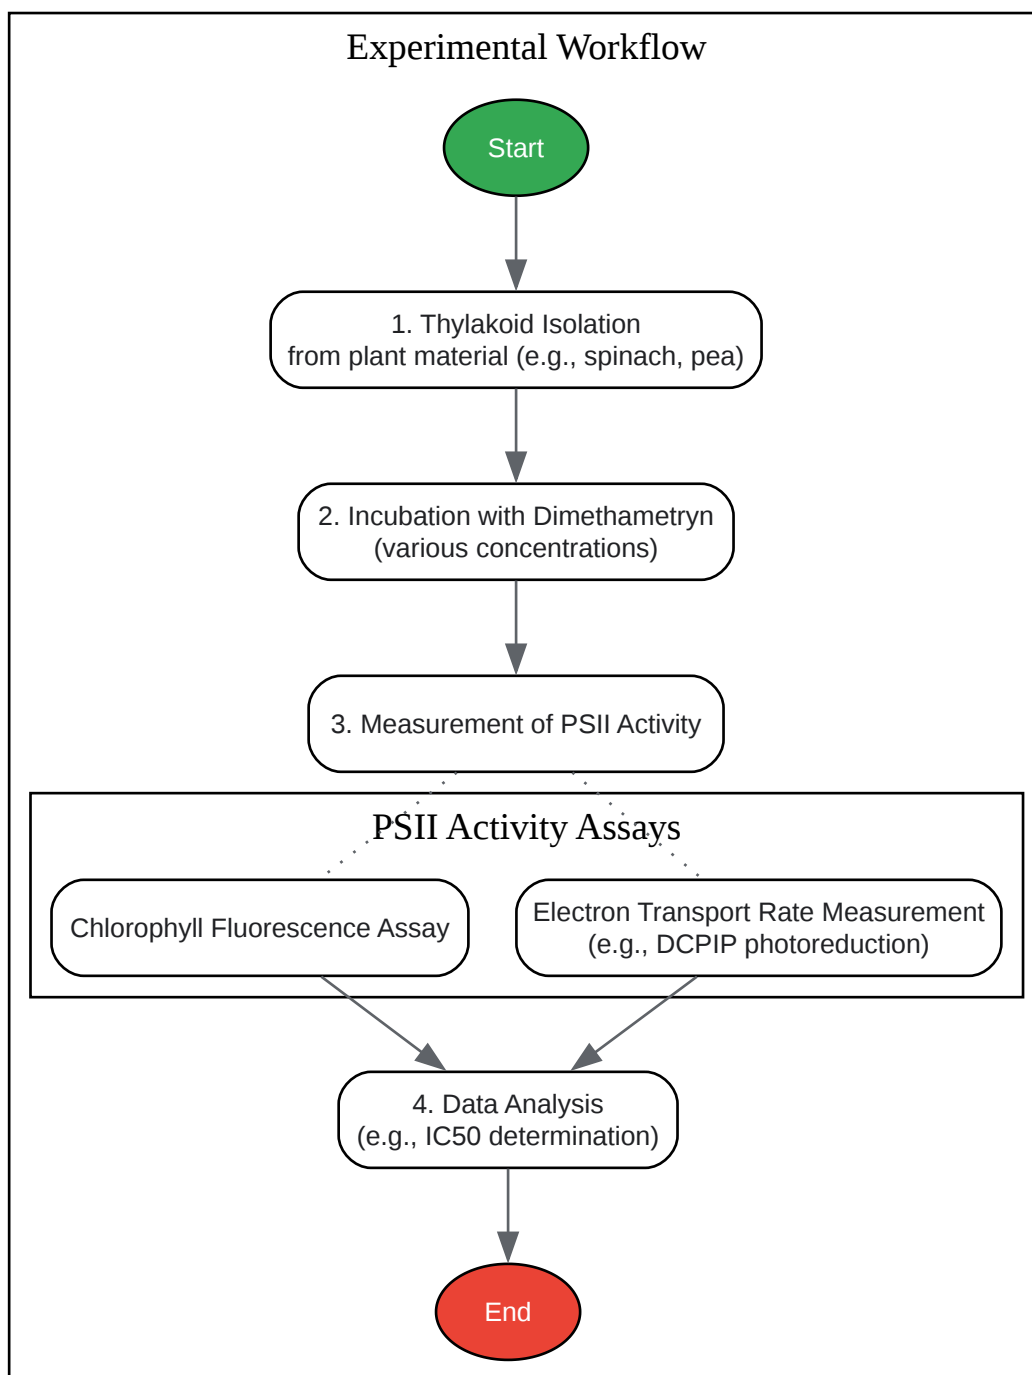 Experimental Workflow
Start
1. Thylakoid Isolation
from plant material (e.g., spinach, pea)
2. Incubation with Dimethametryn
(various concentrations)
3. Measurement of PSII Activity
PSII Activity Assays
Chlorophyll Fluorescence Assay
Electron Transport Rate Measurement
(e.g., DCPIP photoreduction)
4. Data Analysis
(e.g., IC50 determination)
End